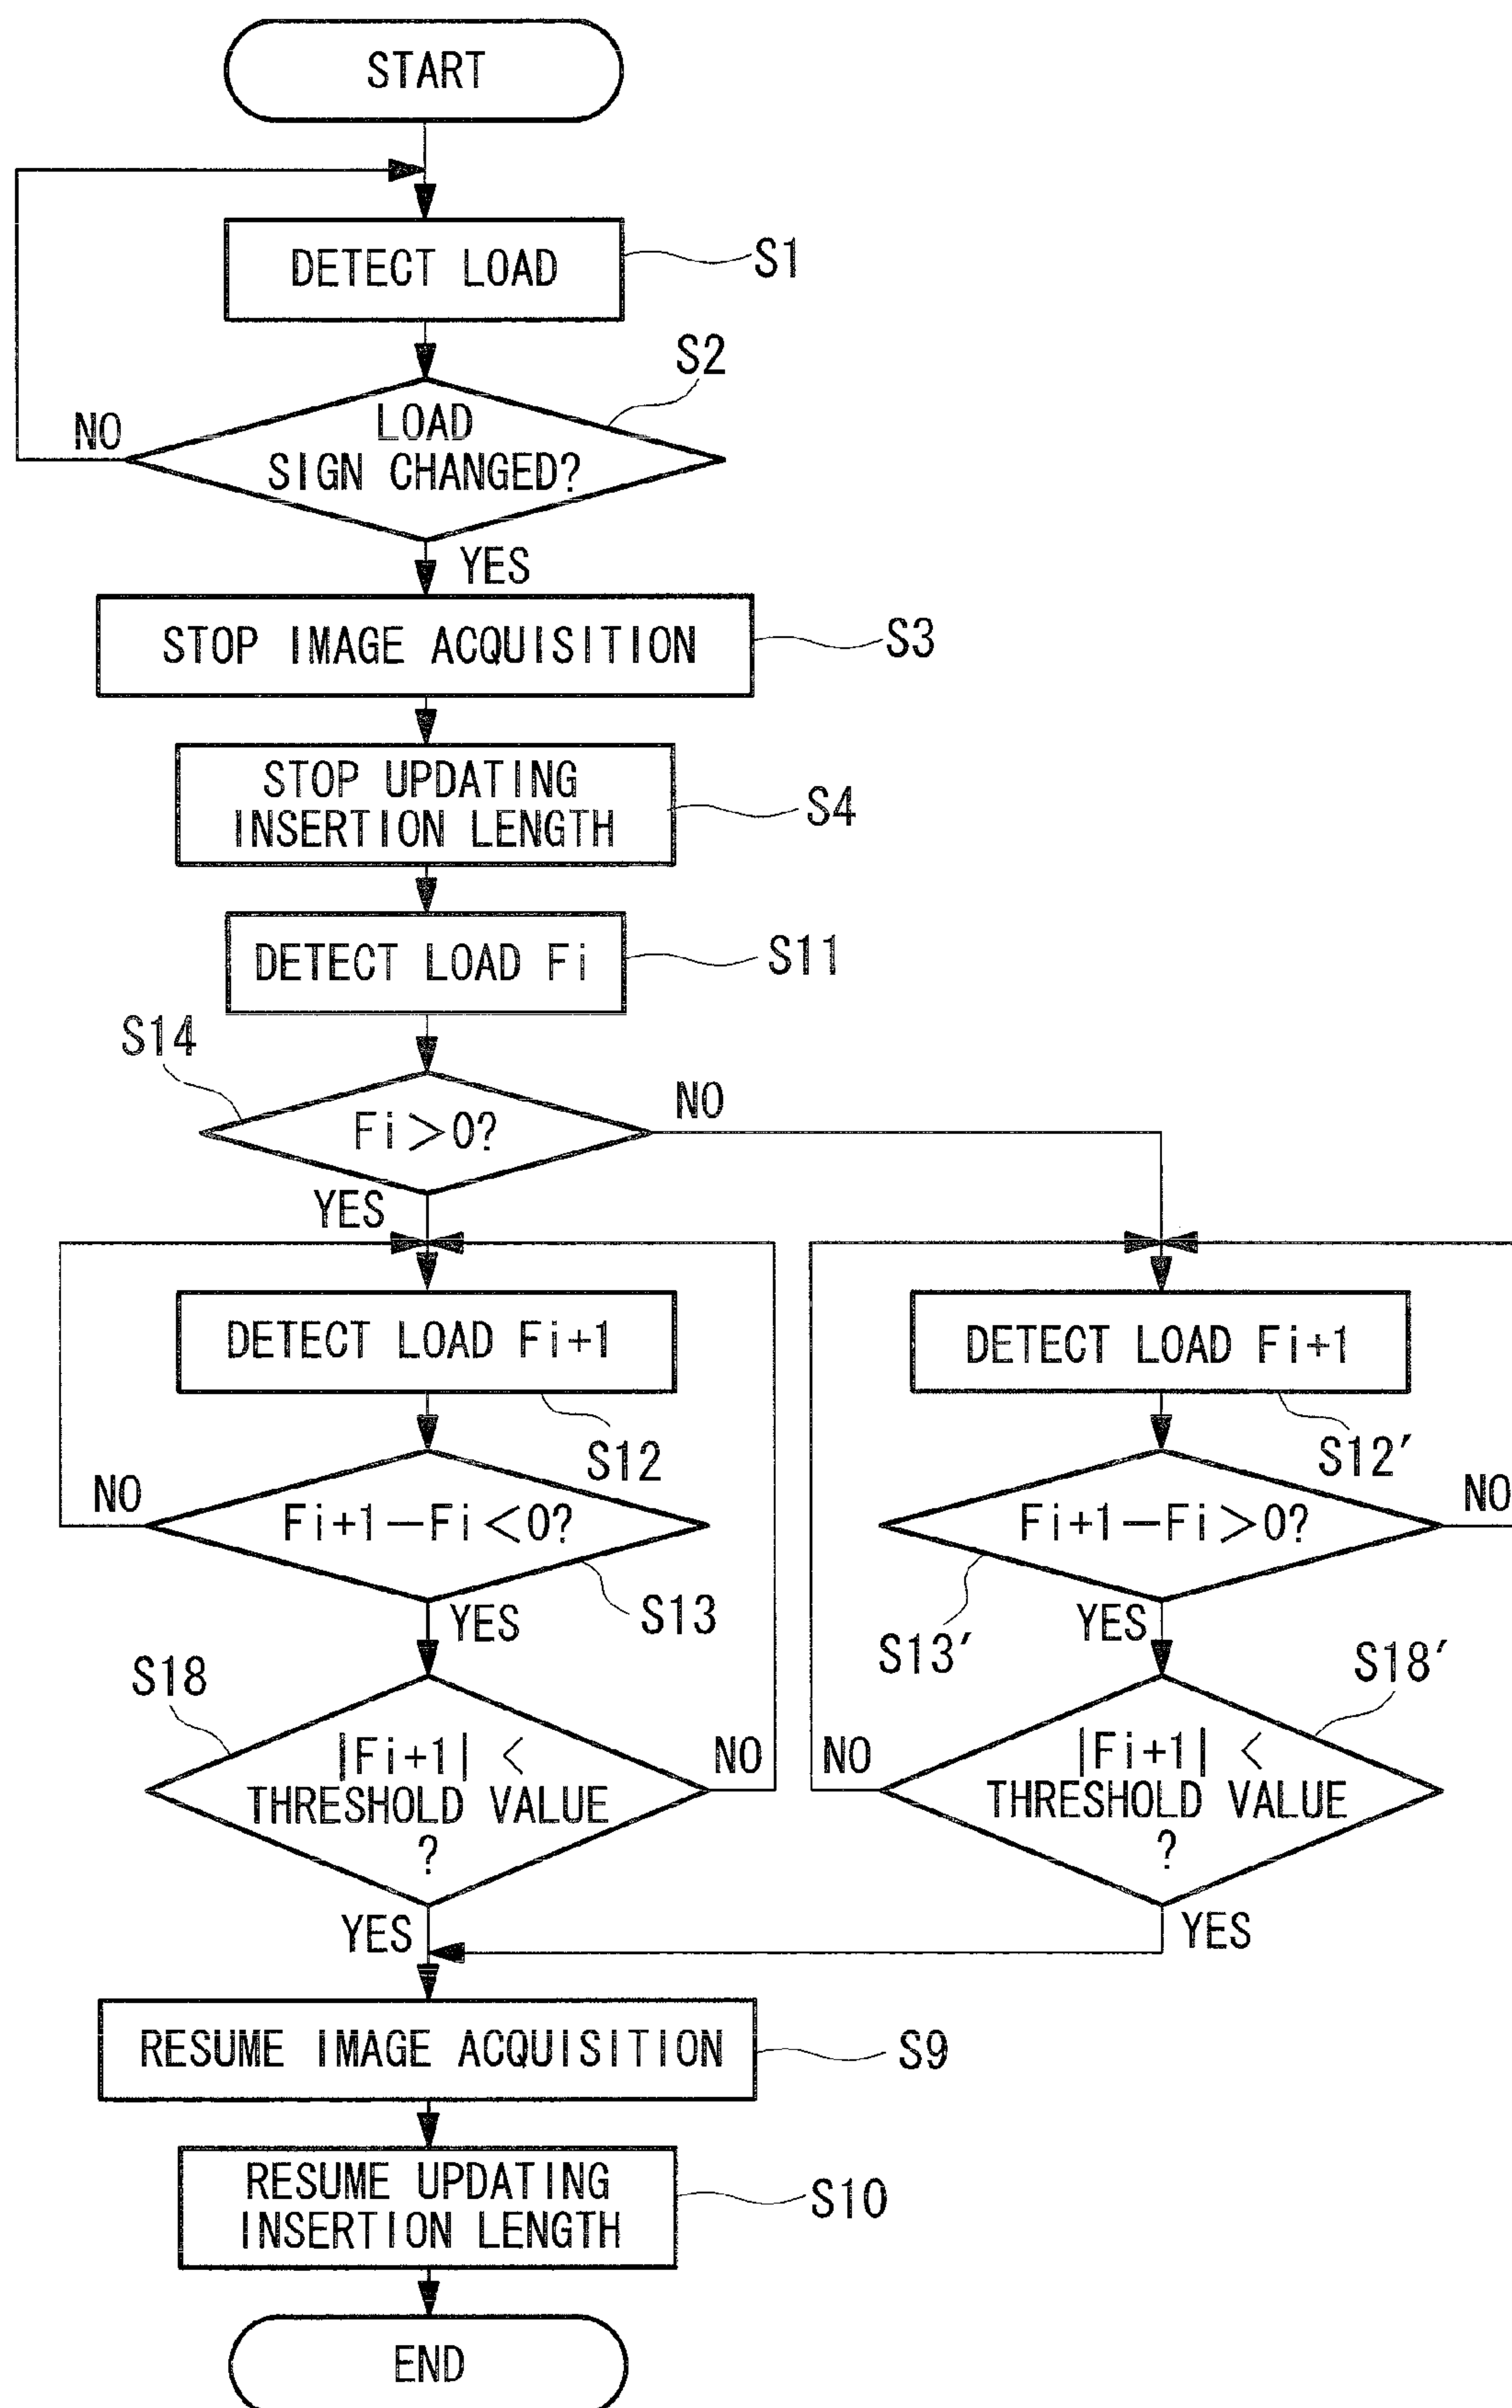 START
DETECT LOAD
S1
S2
NO
LOAD
SIGN CHANGED?
YES
STOP IMAGE ACQUISITION
S3
STOP UPDATING
INSERTION LENGTH
S4
DETECT LOAD Fi
S11
S14
Fi>0?
NO
YES
DETECT LOAD Fi+1
DETECT LOAD Fi+1
S12
S12′
NO
Fi+1—Fi<0?
Fi+1—Fi>0?
NO
YES
S13
S13′
YES
S18
S18′
|Fi+1| <
THRESHOLD VALUE
?
NO
NO
|Fi+1| <
THRESHOLD VALUE
?
YES
YES
RESUME IMAGE ACQUISITION
S9
RESUME UPDATING
INSERTION LENGTH
S10
END